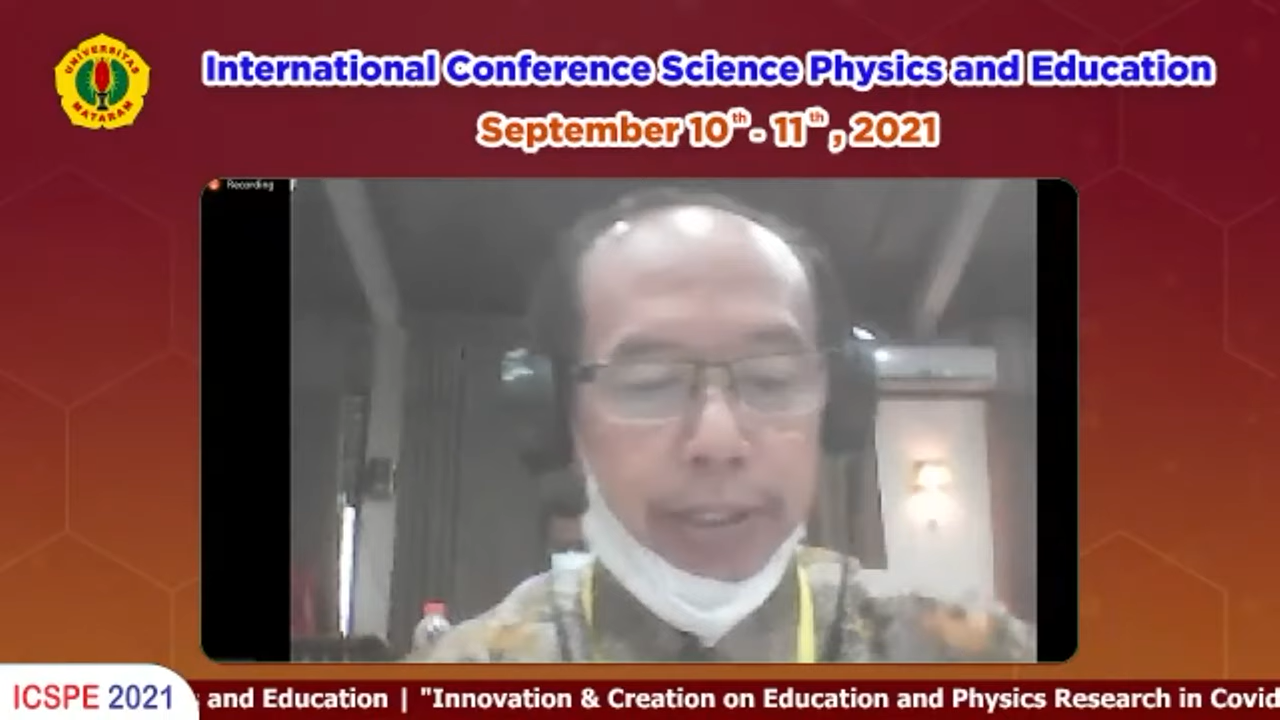 UNIVERSITAS
MATARAM
International Conference Science Physics and Education
September 10th - 11th, 2021
Recording
ICSPE 2021
and Education | "Innovation & Creation on Education and Physics Research in Covid